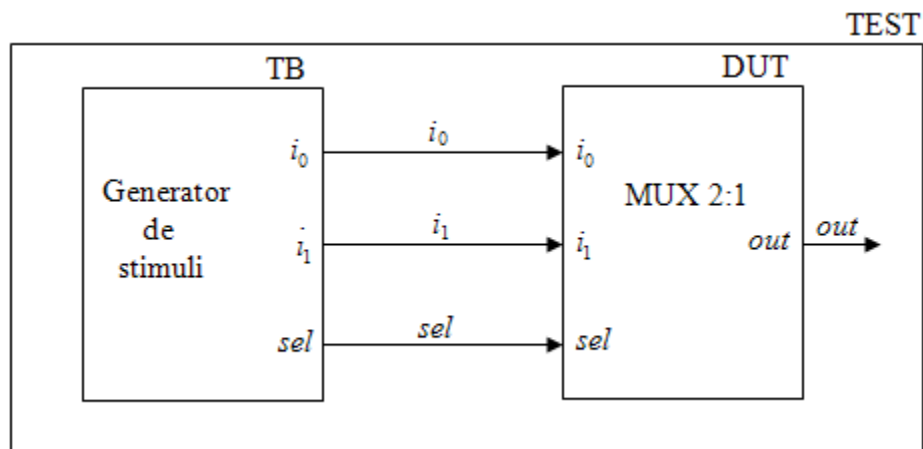 TEST
TB
DUT
Generator
de
stimuli
i₀
i₁
sel
i₀
i₁
sel
i₀
i₁
sel
MUX 2:1
out
out